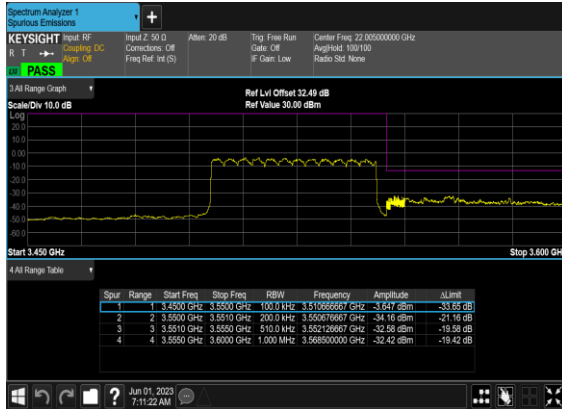 Spectrum Analyzer 1
Spurious Emissions
+
KEYSIGHT Input: RF Input Z: 50 Ω Atten: 20 dB Trig: Free Run Center Freq: 22.005000000 GHz
R T Coupling: DC Corrections: Off Gate: Off Avg|Hold: 100/100
Align: Off Freq Ref: Int (S) IF Gain: Low Radio Std: None
PASS
3 All Range Graph
Ref Lvl Offset 32.49 dB
Scale/Div 10.0 dB Ref Value 30.00 dBm
Log
20.0
10.0
0.00
-10.0
-20.0
-30.0
-40.0
-50.0
-60.0
Start 3.450 GHz Stop 3.600 GH
4 All Range Table
Spur Range Start Freq Stop Freq RBW Frequency Amplitude ΔLimit
1 1 3.4500 GHz 3.5500 GHz 100.0 kHz 3.510666667 GHz -3.647 dBm -33.65 dB
2 2 3.5500 GHz 3.5510 GHz 200.0 kHz 3.550676667 GHz -34.16 dBm -21.16 dB
3 3 3.5510 GHz 3.5550 GHz 510.0 kHz 3.552126667 GHz -32.58 dBm -19.58 dB
4 4 3.5550 GHz 3.6000 GHz 1.000 MHz 3.568500000 GHz -32.42 dBm -19.42 dB
?
Jun 01, 2023
7:11:22 AM